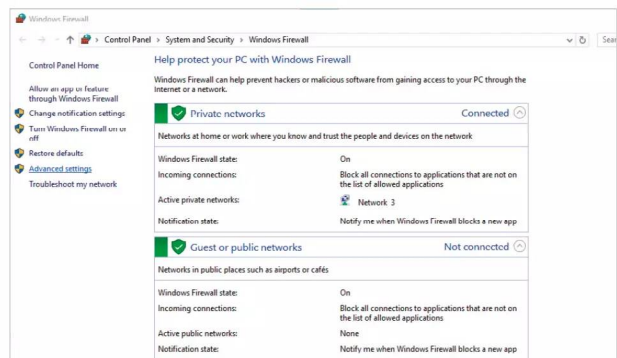 Windows Firewall
Control Panel > System and Security > Windows Firewall
Sear
Control Panel Home
Allow an app or feature
through Windows Firewall
Change notification settings
Turn Windows Firewall on or
off
Restore defaults
Advanced settings
Troubleshoot my network
Help protect your PC with Windows Firewall
Windows Firewall can help prevent hackers or malicious software from gaining access to your PC through the
Internet or a network.
Private networks Connected
Networks at home or work where you know and trust the people and devices on the network
Windows Firewall state: On
Incoming connections: Block all connections to applications that are not on
the list of allowed applications
Active private networks: Network 3
Notification state: Notify me when Windows Firewall blocks a new app
Guest or public networks Not connected
Networks in public places such as airports or cafés
Windows Firewall state: On
Incoming connections: Block all connections to applications that are not on
the list of allowed applications
Active public networks: None
Notification state: Notify me when Windows Firewall blocks a new app